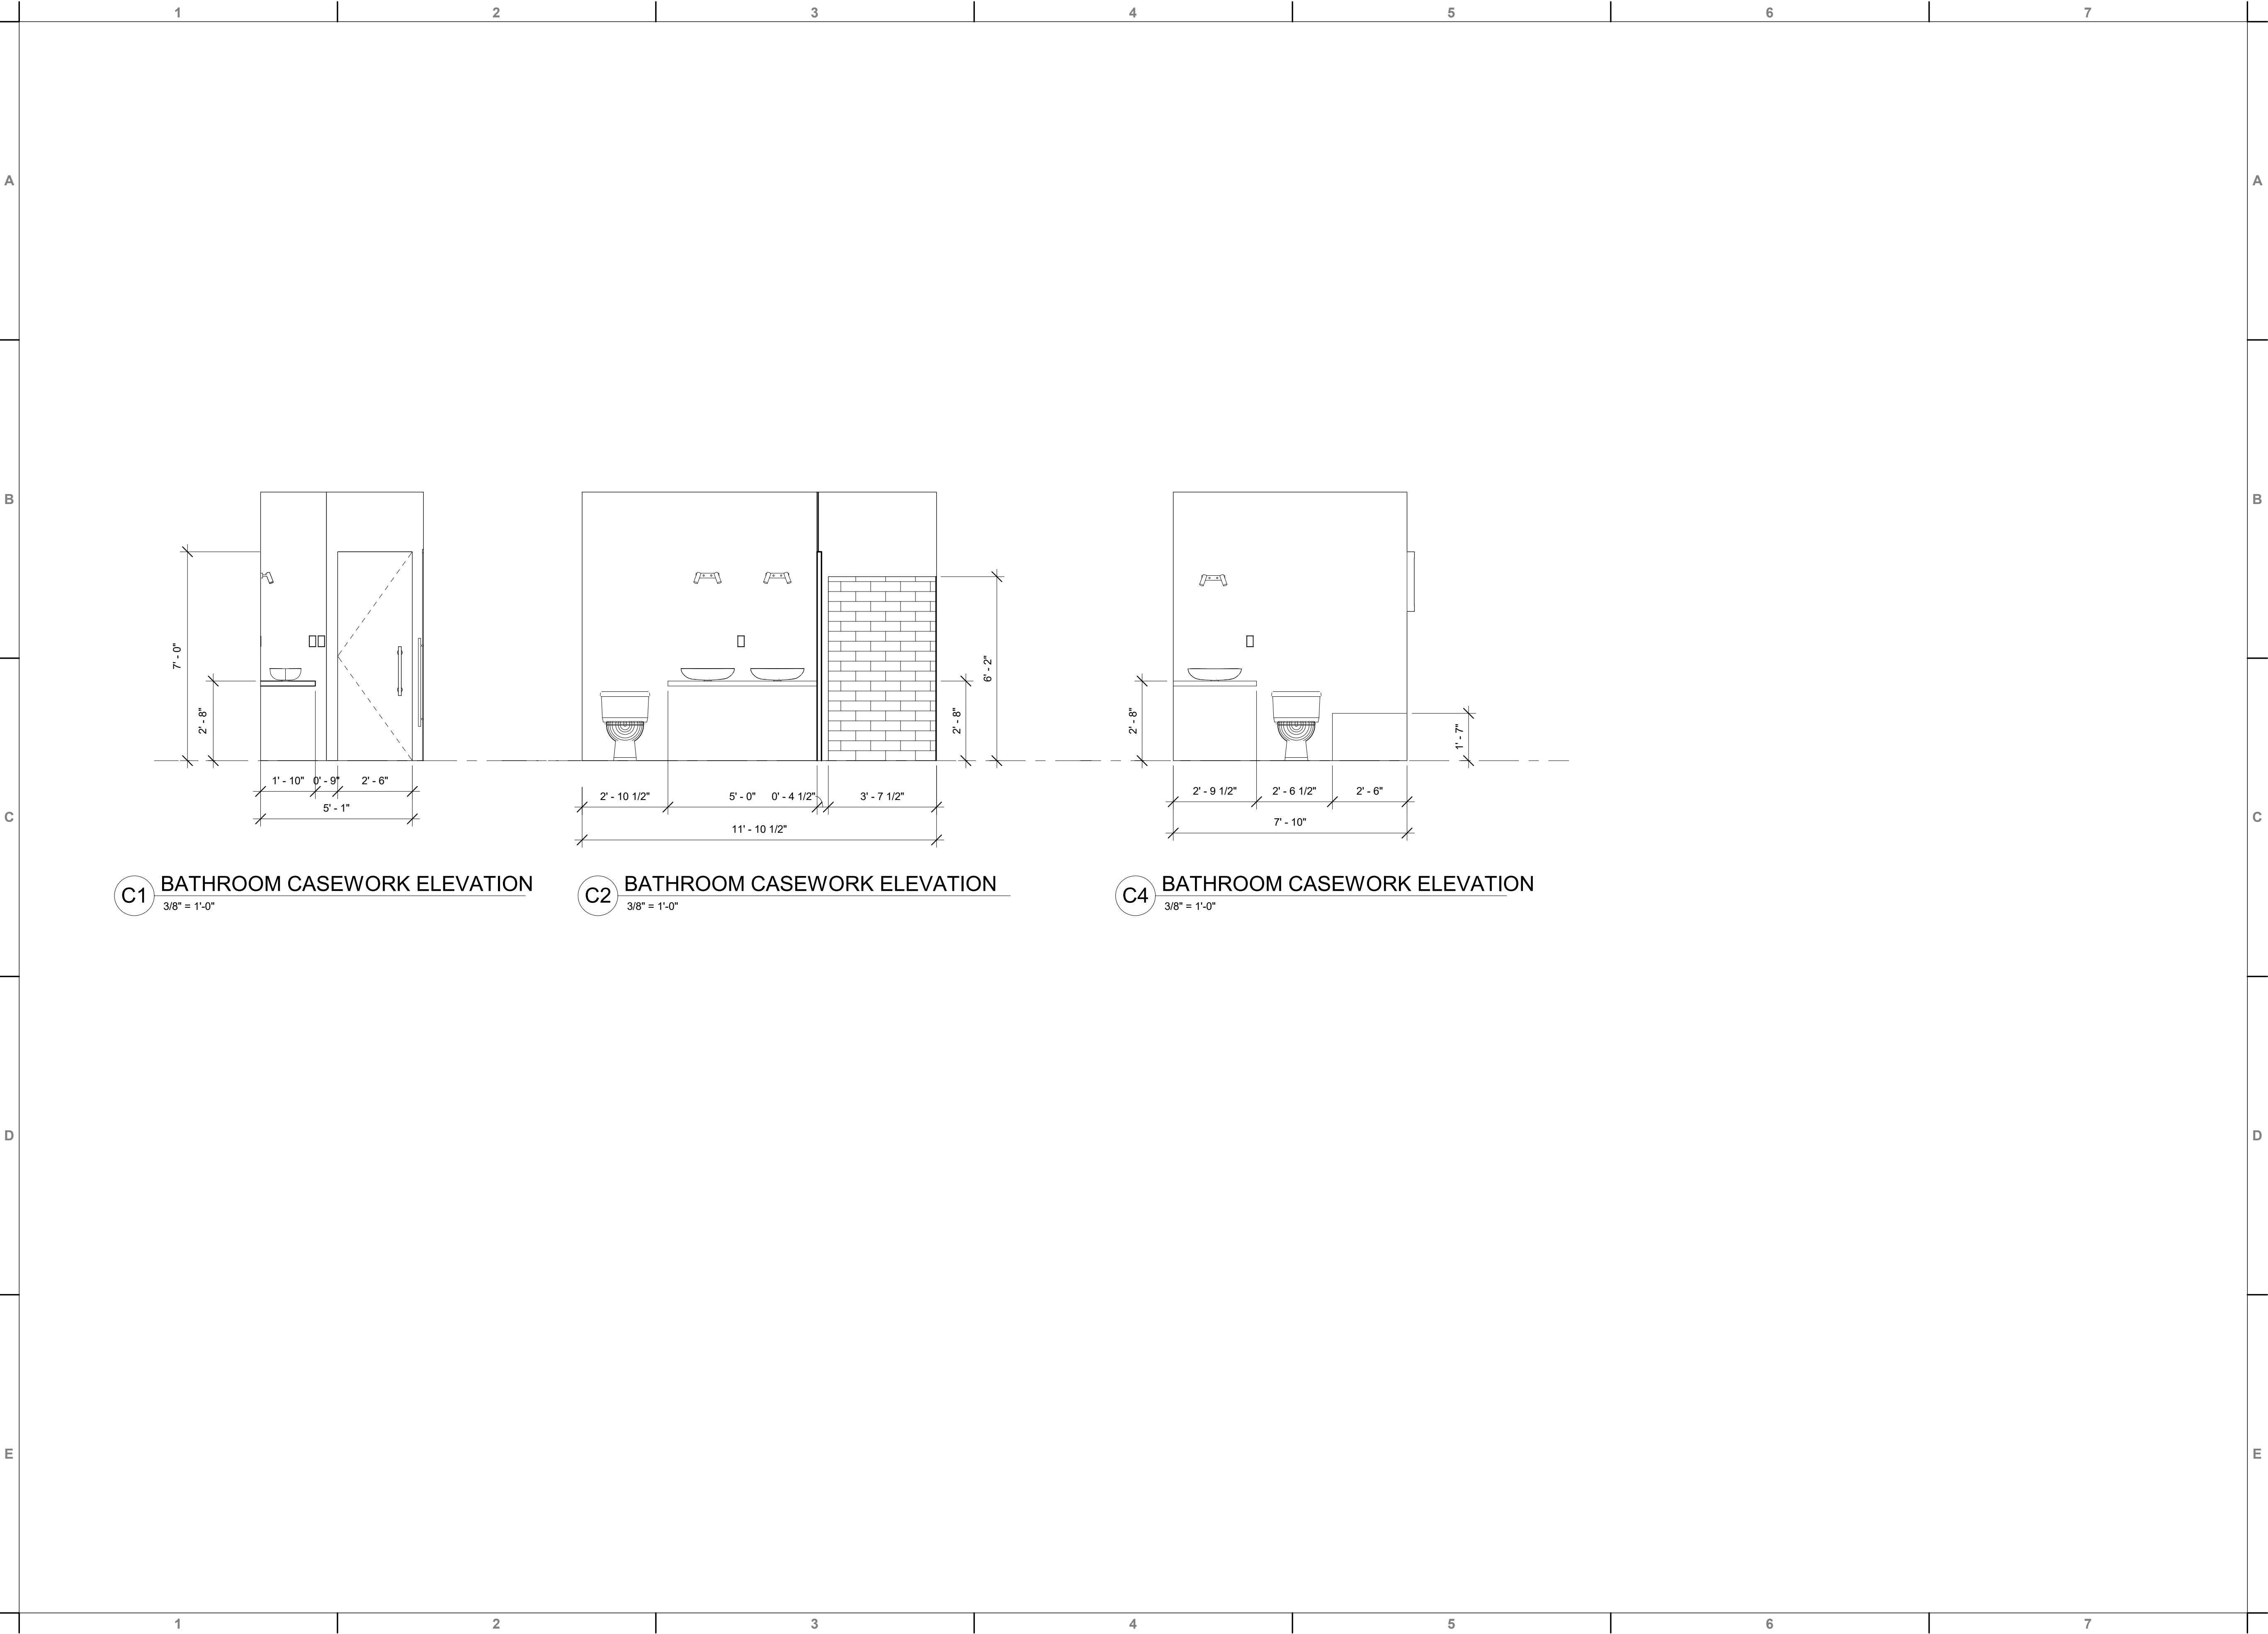 1 2 3 4 5 6 7
A A
B B
7' - 0"
2' - 8"
1' - 10" 0' - 9" 2' - 6"
5' - 1"
6' - 2"
2' - 8"
2' - 10 1/2" 5' - 0" 0' - 4 1/2" 3' - 7 1/2"
11' - 10 1/2"
2' - 8"
1' - 7"
2' - 9 1/2" 2' - 6 1/2" 2' - 6"
7' - 10"
C C
C1 BATHROOM CASEWORK ELEVATION
3/8" = 1'-0"
C2 BATHROOM CASEWORK ELEVATION
3/8" = 1'-0"
C4 BATHROOM CASEWORK ELEVATION
3/8" = 1'-0"
D D
E E
1 2 3 4 5 6 7